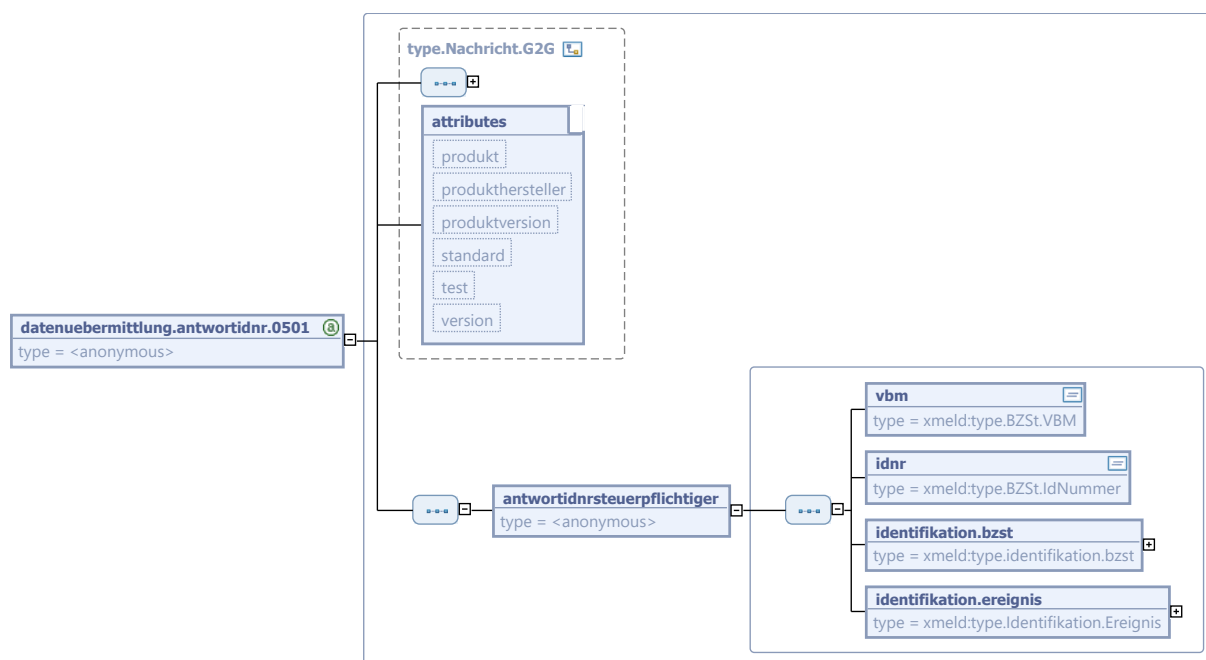 type.Nachricht.G2G
attributes
produkt
produkthersteller
produktversion
standard
test
version
datenuebermittlung.antwortidnr.0501 a
type = <anonymous>
antwortidnrsteuerpflichtiger
type = <anonymous>
vbm
type = xmeld:type.BZSt.VBM
idnr
type = xmeld:type.BZSt.IdNummer
identifikation.bzst
type = xmeld:type.identifikation.bzst
identifikation.ereignis
type = xmeld:type.Identifikation.Ereignis